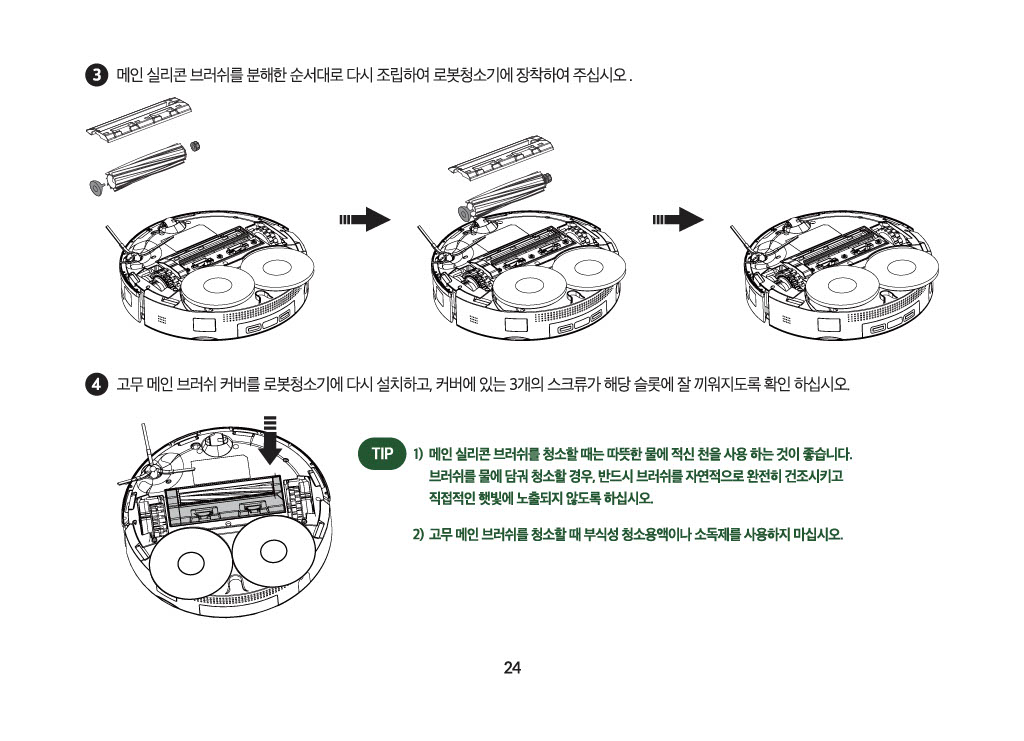 3 메인 실리콘 브러쉬를 분해한 순서대로 다시 조립하여 로봇청소기에 장착하여 주십시오 .
4 고무 메인 브러쉬 커버를 로봇청소기에 다시 설치하고, 커버에 있는 3개의 스크류가 해당 슬롯에 잘 끼워지도록 확인 하십시오.
TIP 1) 메인 실리콘 브러쉬를 청소할 때는 따뜻한 물에 적신 천을 사용 하는 것이 좋습니다.
브러쉬를 물에 담궈 청소할 경우, 반드시 브러쉬를 자연적으로 완전히 건조시키고
직접적인 햇빛에 노출되지 않도록 하십시오.
2) 고무 메인 브러쉬를 청소할 때 부식성 청소용액이나 소독제를 사용하지 마십시오.
24